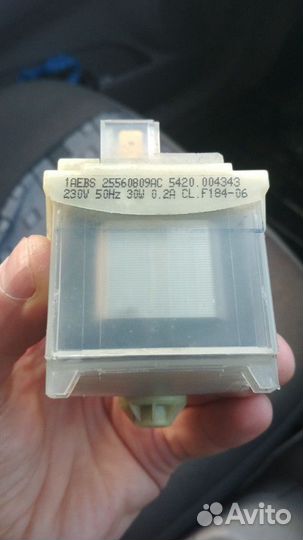 1AEBS 25560809AC 5420.004343
230V 50Hz 30W 0.2A CL.F184-06
Avito